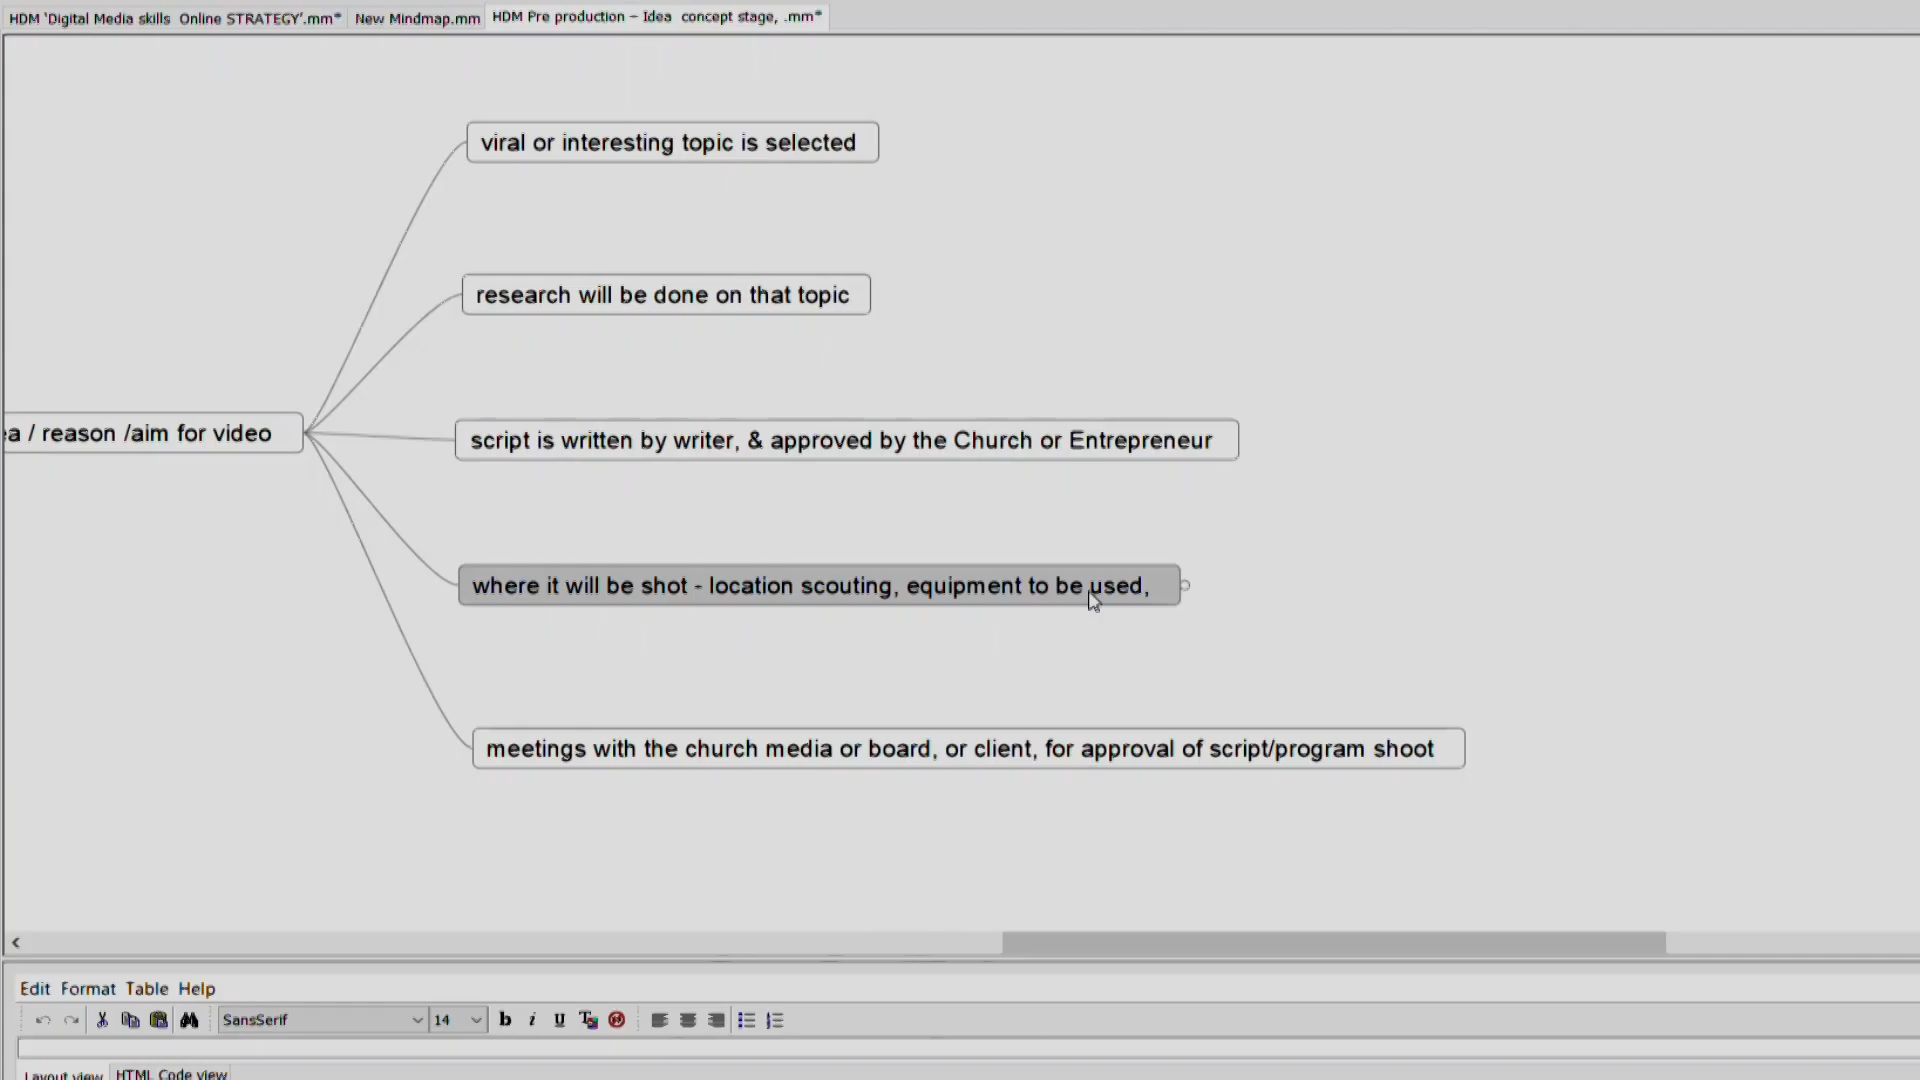 HDM 'Digital Media skills  Online STRATEGY'.mm*
New Mindmap.mm
HDM Pre production – Idea  concept stage, .mm*
viral or interesting topic is selected
research will be done on that topic
/ reason /aim for video
script is written by writer, & approved by the Church or Entrepreneur
where it will be shot - location scouting, equipment to be used,
meetings with the church media or board, or client, for approval of script/program shoot
Edit Format Table Help
SansSerif 14 b i U
Layout view HTML Code view